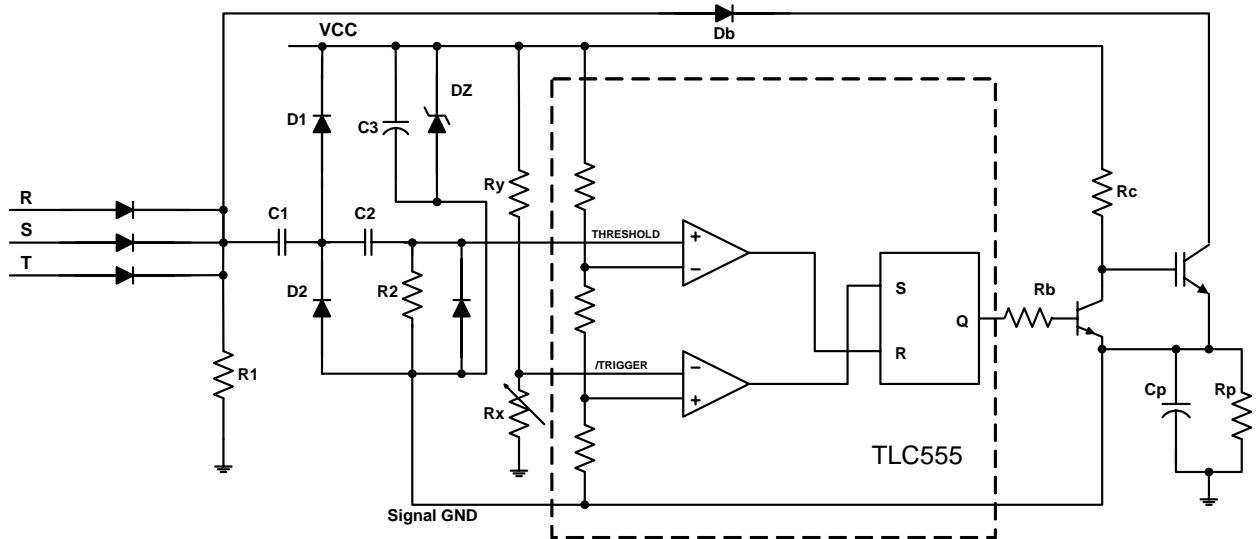 Db
VCC
DZ
D1
C3
R
Ry
Rc
C1
C2
S
THRESHOLD
+
−
T
D2
R2
S
Rb
Q
R
/TRIGGER
−
R1
Cp
Rp
Rx
+
TLC555
Signal GND